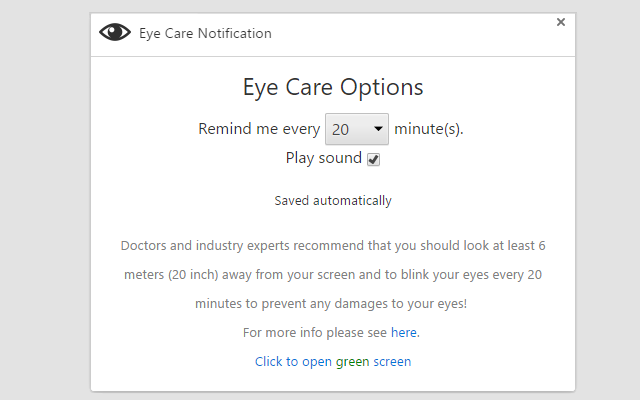 Eye Care Notification
Eye Care Options
Remind me every 20 minute(s).
Play sound
Saved automatically
Doctors and industry experts recommend that you should look at least 6
meters (20 inch) away from your screen and to blink your eyes every 20
minutes to prevent any damages to your eyes!
For more info please see here.
Click to open green screen